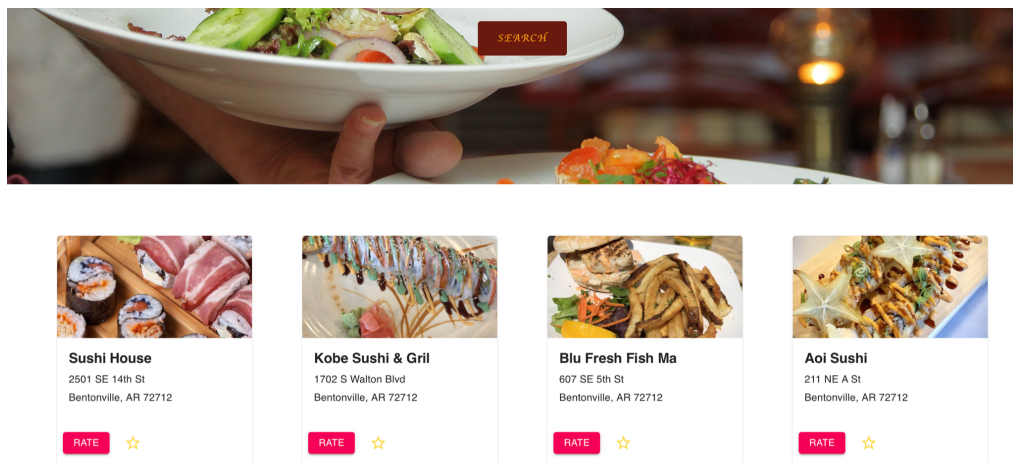 SEARCH
Sushi House
2501 SE 14th St
Bentonville, AR 72712
RATE
Kobe Sushi & Gril
1702 S Walton Blvd
Bentonville, AR 72712
RATE
Blu Fresh Fish Ma
607 SE 5th St
Bentonville, AR 72712
RATE
Aoi Sushi
211 NE A St
Bentonville, AR 72712
RATE